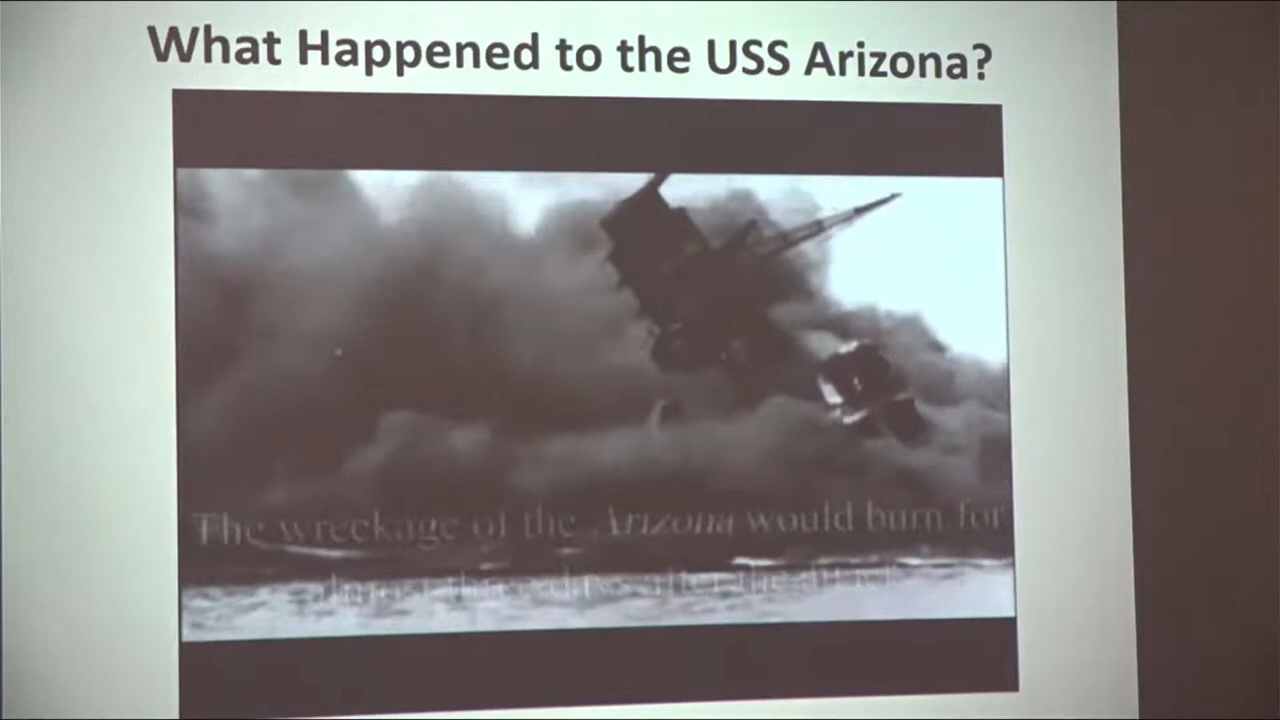 What Happened to the USS Arizona?
The wreckage of the Arizona would burn for
almost three days after the attack